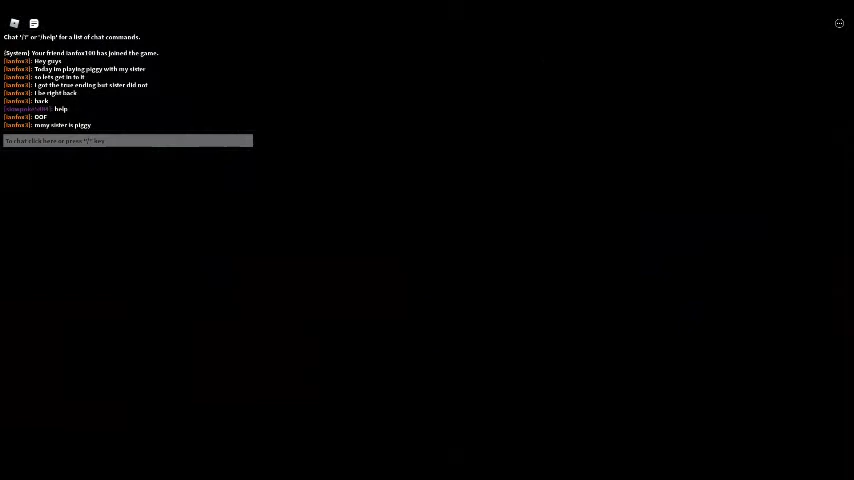 Chat '/?' or '/help' for a list of chat commands.
[System] Your friend lanfox100 has joined the game.
[lanfox3]: Hey guys
[lanfox3]: Today im playing piggy with my sister
[lanfox3]: so lets get in to it
[lanfox3]: I got the true ending but sister did not
[lanfox3]: I be right back
[lanfox3]: back
help
[lanfox3]: OOF
[lanfox3]: mmy sister is piggy
To chat click here or press "/" key